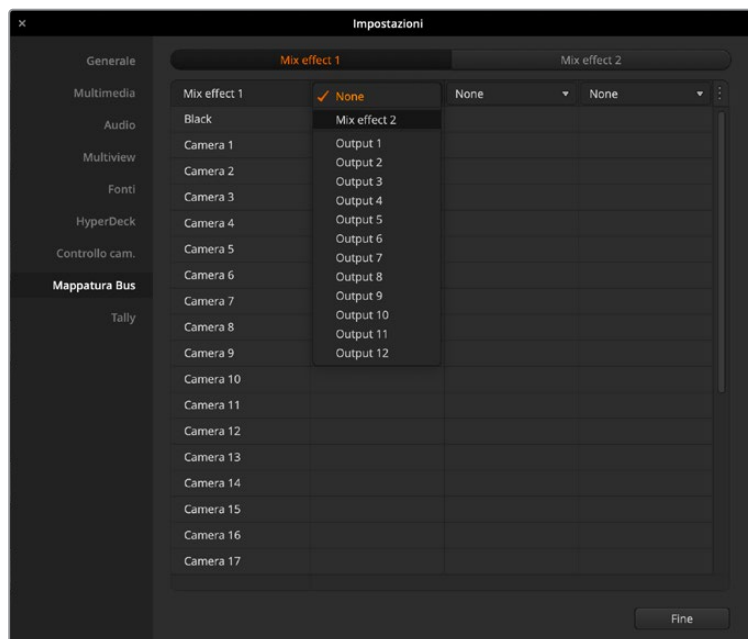 Impostazioni
Generale
Multimedia
Audio
Multiview
Fonti
HyperDeck
Controllo cam.
Mappatura Bus
Tally
Mix effect 1
Mix effect 2
Mix effect 1
None
None
None
Black
Mix effect 2
Camera 1
Output 1
Camera 2
Output 2
Camera 3
Output 3
Output 4
Camera 4
Output 5
Camera 5
Output 6
Camera 6
Output 7
Output 8
Camera 7
Output 9
Camera 8
Output 10
Output 11
Camera 9
Output 12
Camera 10
Camera 11
Camera 12
Camera 13
Camera 14
Camera 15
Camera 16
Camera 17
Fine